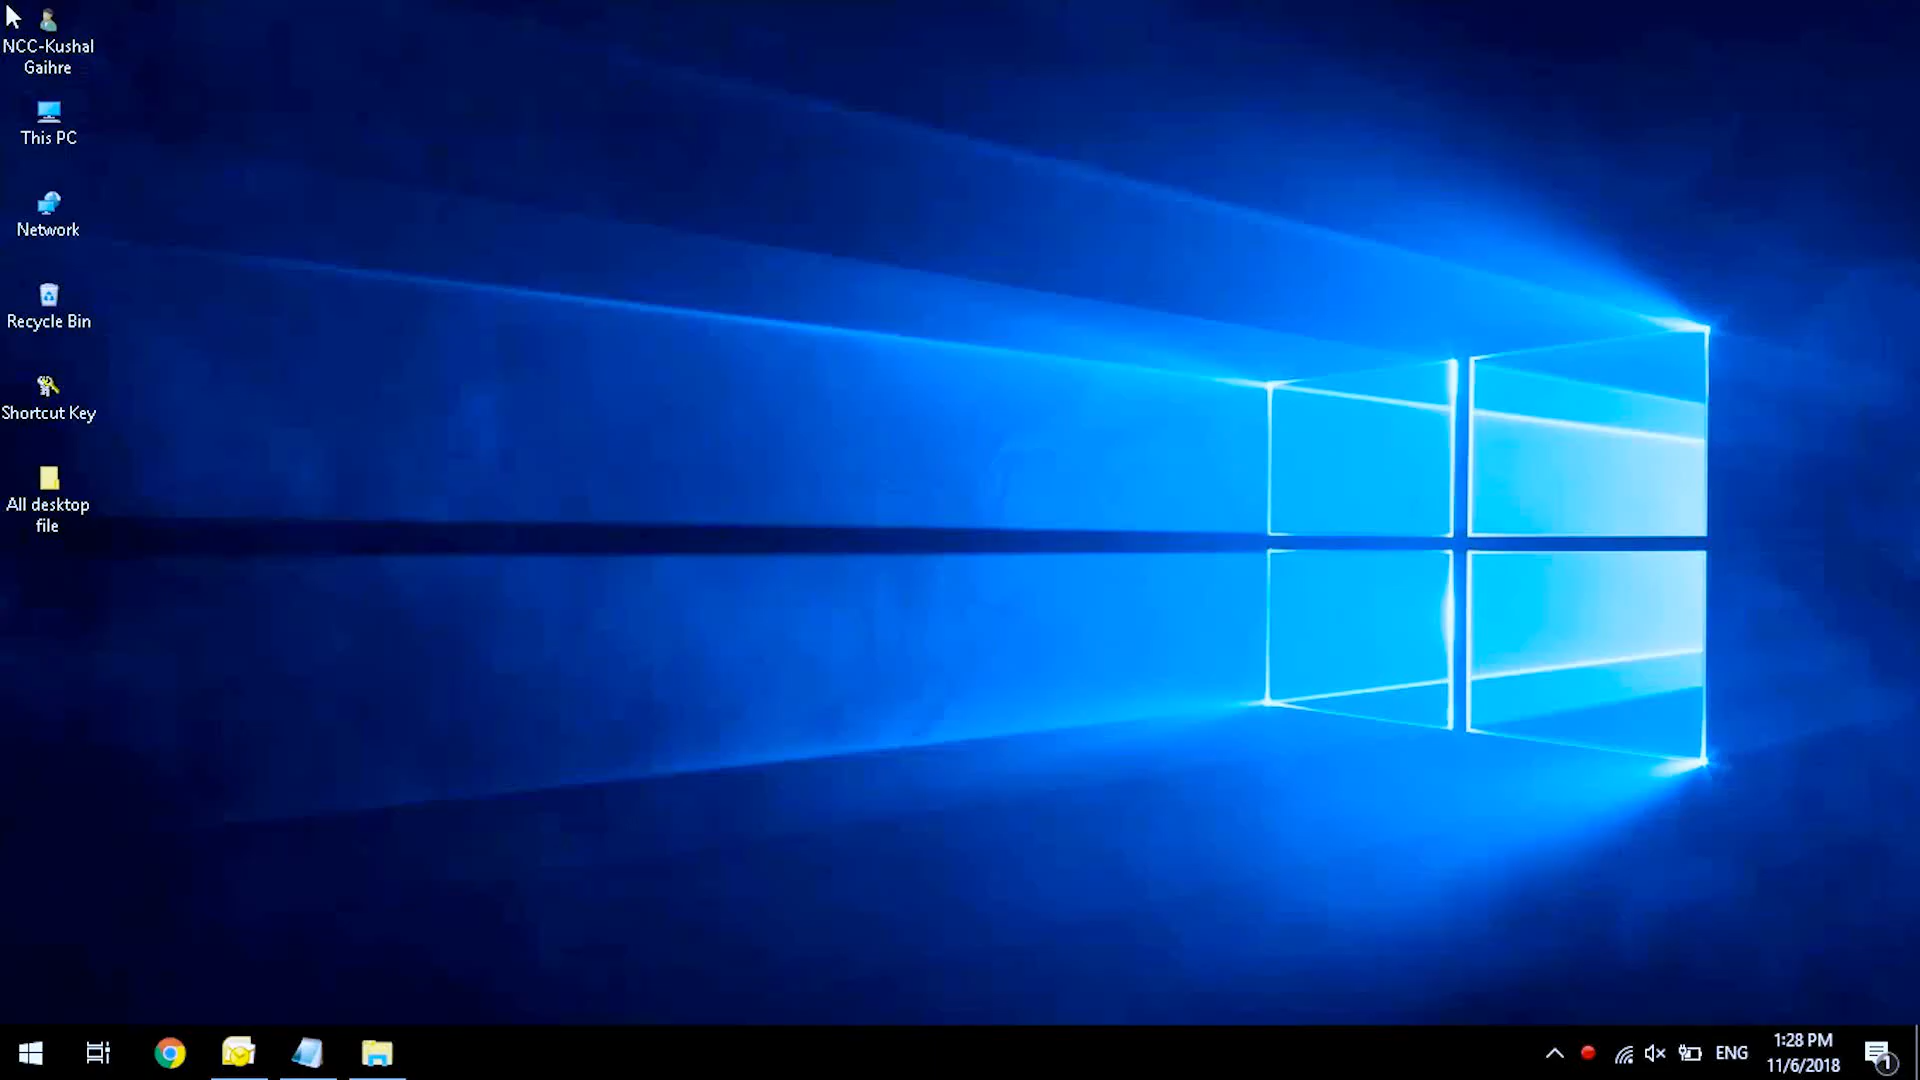 NCC-Kushal
Gaihre
This PC
Network
Recycle Bin
Shortcut Key
All desktop
file
ENG
1:28 PM
11/6/2018
1